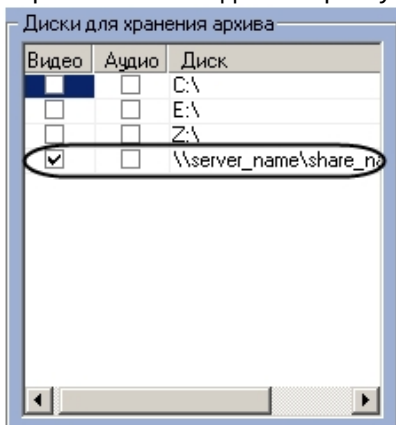 Диски для хранения архива
Видео Аудио Диск
C:\
E:\
Z:\
\\server_name\share_na